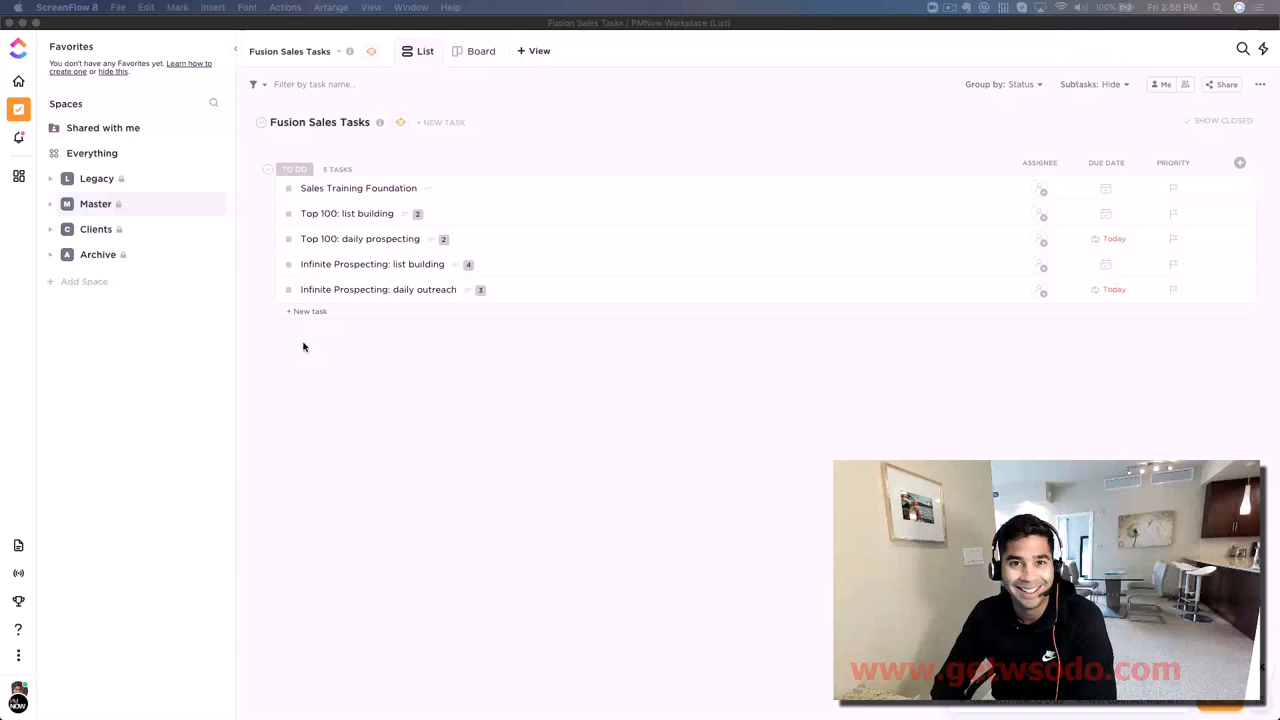 ScreenFlow 8 File Edit Mark Insert Actions Font Arrange View Window Help 100% Fri 2:58 PM
Fusion Sales Tasks | PMNow Workplace (List)
Favorites
You don't have any Favorites yet. Learn how to
create one or hide this.
Spaces
Shared with me
Everything
L Legacy
M Master
C Clients
A Archive
+ Add Space
Fusion Sales Tasks List Board + View
Filter by task name... Group by: Status Subtasks: Hide Me Share
Fusion Sales Tasks + NEW TASK SHOW CLOSED
TO DO 5 TASKS ASSIGNEE DUE DATE PRIORITY
Sales Training Foundation
Top 100: list building 2
Top 100: daily prospecting 2 Today
Infinite Prospecting: list building 4
Infinite Prospecting: daily outreach 3 Today
+ New task
www.getwsodo.com